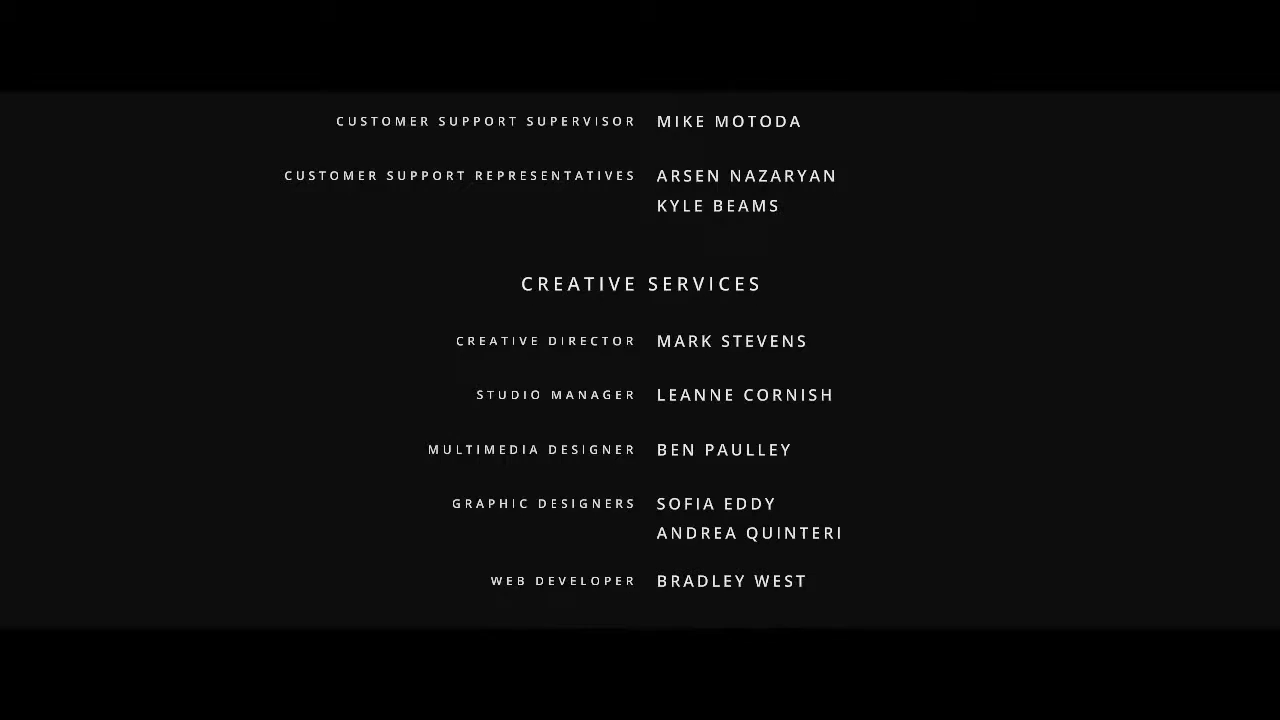 CUSTOMER SUPPORT SUPERVISOR MIKE MOTODA
CUSTOMER SUPPORT REPRESENTATIVES ARSEN NAZARYAN
KYLE BEAMS
CREATIVE SERVICES
CREATIVE DIRECTOR MARK STEVENS
STUDIO MANAGER LEANNE CORNISH
MULTIMEDIA DESIGNER BEN PAULLEY
GRAPHIC DESIGNERS SOFIA EDDY
ANDREA QUINTERI
WEB DEVELOPER BRADLEY WEST